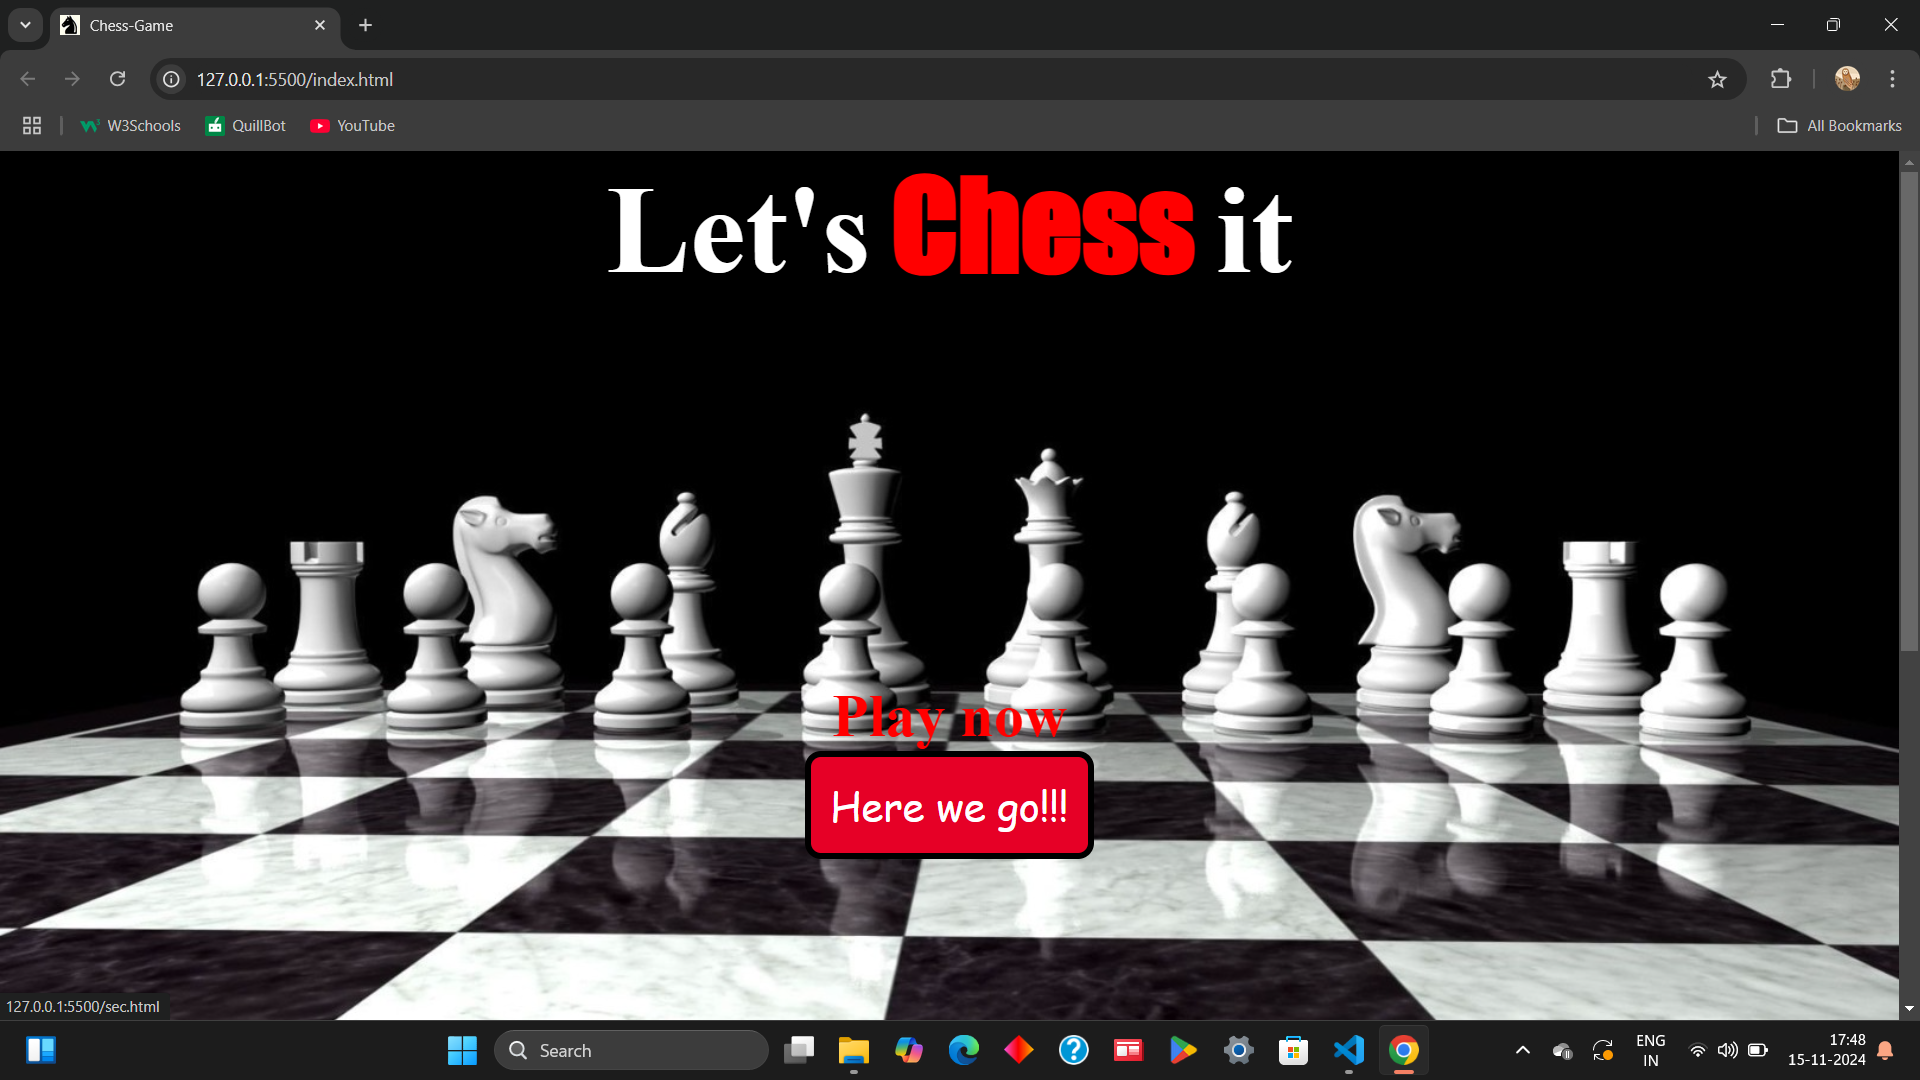 Chess-Game
127.0.0.1:5500/index.html
W3Schools QuillBot YouTube All Bookmarks
Let's Chess it
Play now
Here we go!!!
127.0.0.1:5500/sec.html
Search
ENG
IN
17:48
15-11-2024